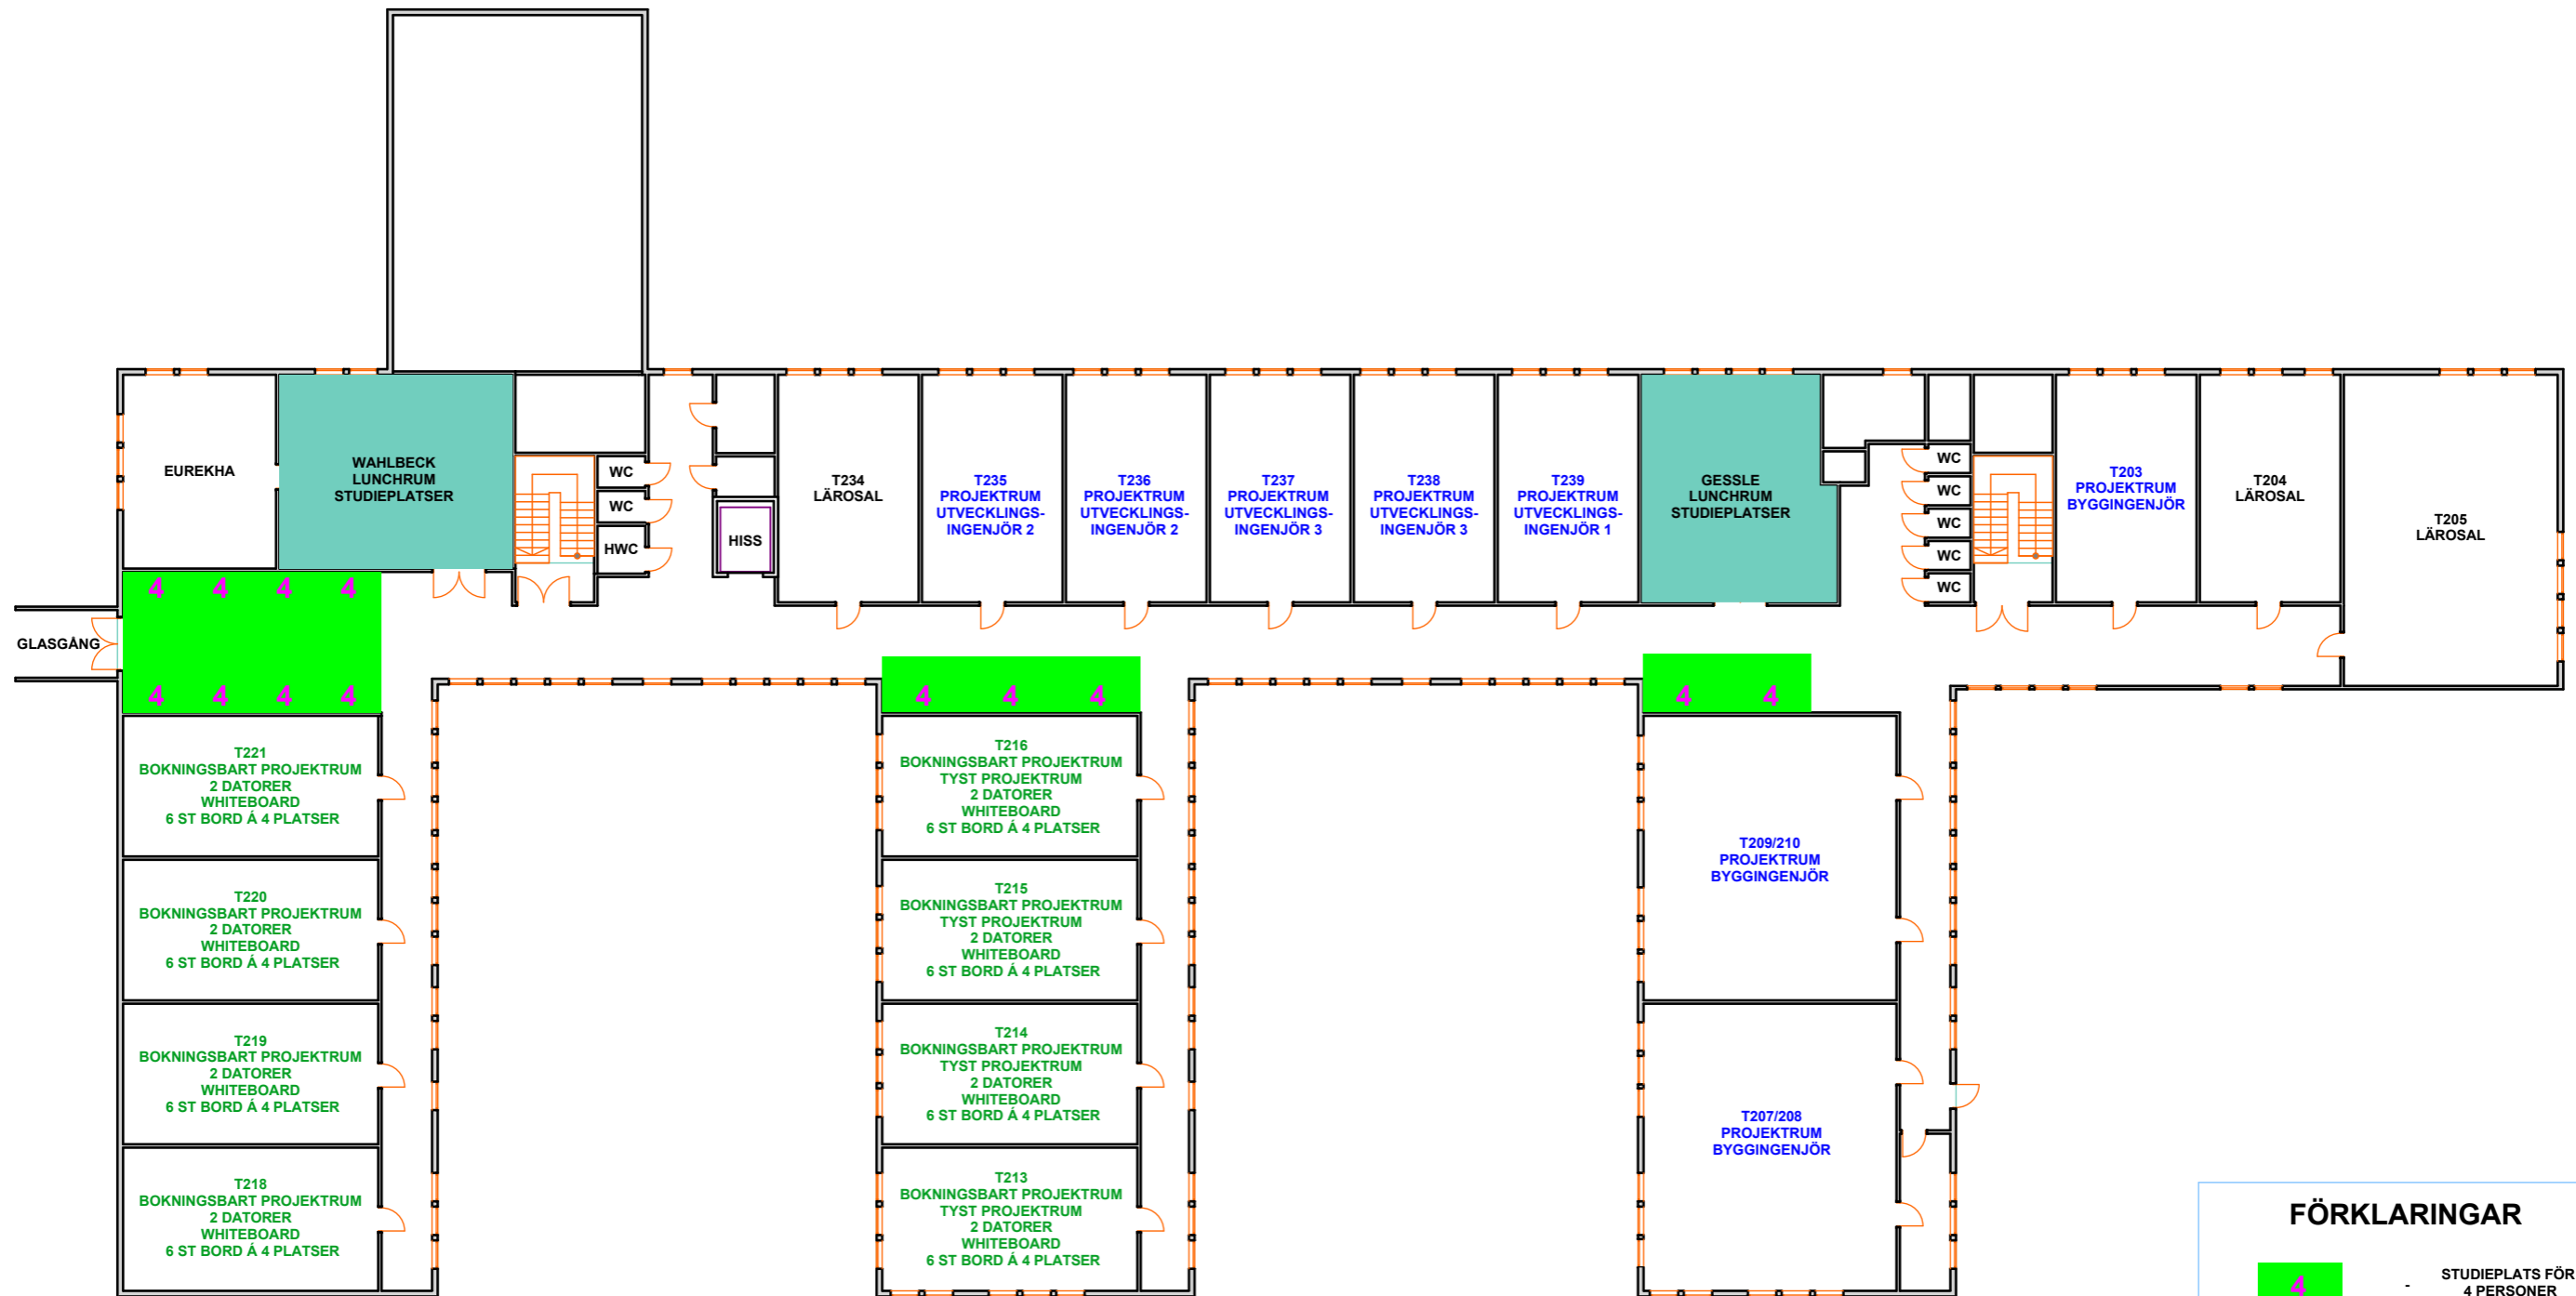 EUREKHA
WAHLBECK
LUNCHRUM
STUDIEPLATSER
WC
WC
HWC
HISS
T234
LÄROSAL
T235
PROJEKTRUM
UTVECKLINGS-
INGENJÖR 2
T236
PROJEKTRUM
UTVECKLINGS-
INGENJÖR 2
T237
PROJEKTRUM
UTVECKLINGS-
INGENJÖR 3
T238
PROJEKTRUM
UTVECKLINGS-
INGENJÖR 3
T239
PROJEKTRUM
UTVECKLINGS-
INGENJÖR 1
GESSLE
LUNCHRUM
STUDIEPLATSER
WC
WC
WC
WC
WC
T203
PROJEKTRUM
BYGGINGENJÖR
T204
LÄROSAL
T205
LÄROSAL
4 4 4 4
GLASGÅNG
4 4 4 4
4 4 4
4 4
T221
BOKNINGSBART PROJEKTRUM
2 DATORER
WHITEBOARD
6 ST BORD Á 4 PLATSER
T220
BOKNINGSBART PROJEKTRUM
2 DATORER
WHITEBOARD
6 ST BORD Á 4 PLATSER
T219
BOKNINGSBART PROJEKTRUM
2 DATORER
WHITEBOARD
6 ST BORD Á 4 PLATSER
T218
BOKNINGSBART PROJEKTRUM
2 DATORER
WHITEBOARD
6 ST BORD Á 4 PLATSER
T216
BOKNINGSBART PROJEKTRUM
TYST PROJEKTRUM
2 DATORER
WHITEBOARD
6 ST BORD Á 4 PLATSER
T215
BOKNINGSBART PROJEKTRUM
TYST PROJEKTRUM
2 DATORER
WHITEBOARD
6 ST BORD Á 4 PLATSER
T214
BOKNINGSBART PROJEKTRUM
TYST PROJEKTRUM
2 DATORER
WHITEBOARD
6 ST BORD Á 4 PLATSER
T213
BOKNINGSBART PROJEKTRUM
TYST PROJEKTRUM
2 DATORER
WHITEBOARD
6 ST BORD Á 4 PLATSER
T209/210
PROJEKTRUM
BYGGINGENJÖR
T207/208
PROJEKTRUM
BYGGINGENJÖR
FÖRKLARINGAR
4 - STUDIEPLATS FÖR
4 PERSONER